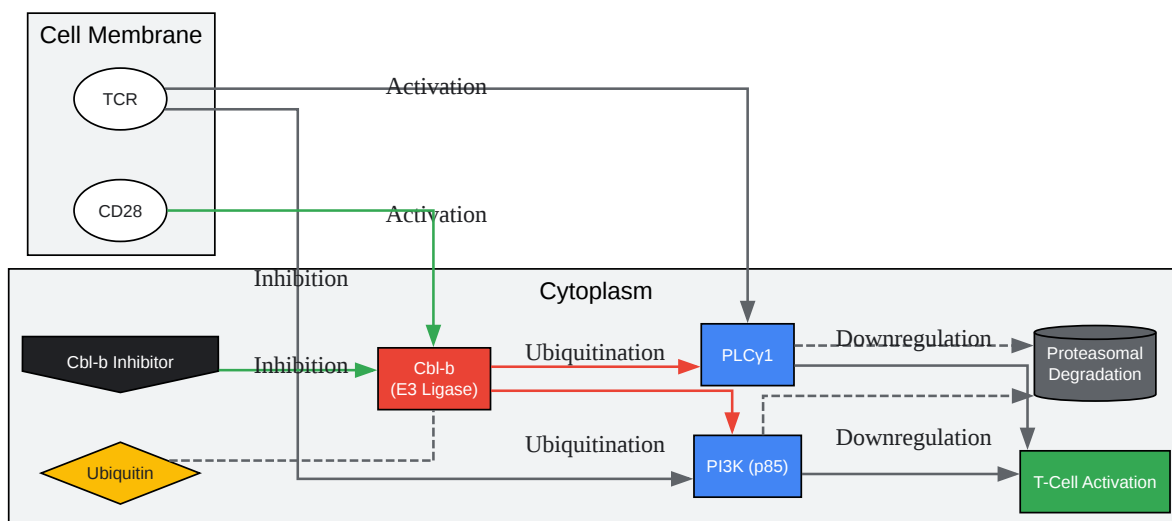 Cell Membrane
TCR
Activation
CD28
Activation
Inhibition
Cytoplasm
Cbl-b Inhibitor
Inhibition
Cbl-b
(E3 Ligase)
Ubiquitination
PLCγ1
Downregulation
Proteasomal
Degradation
Ubiquitin
Ubiquitination
PI3K (p85)
Downregulation
T-Cell Activation